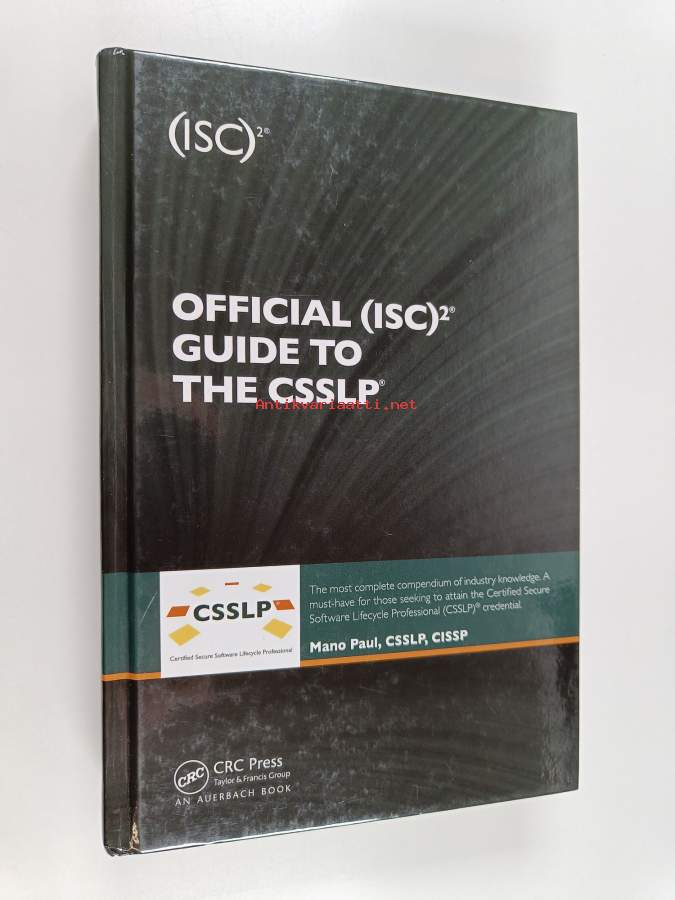 (ISC)²®
OFFICIAL (ISC)²®
GUIDE TO
THE CSSLP®
Antikvariaatti.net
The most complete compendium of industry knowledge. A
must-have for those seeking to attain the Certified Secure
Software Lifecycle Professional (CSSLP)® credential.
Mano Paul, CSSLP, CISSP
CSSLP
Certified Secure Software Lifecycle Professional
CRC
CRC Press
Taylor & Francis Group
AN AUERBACH BOOK